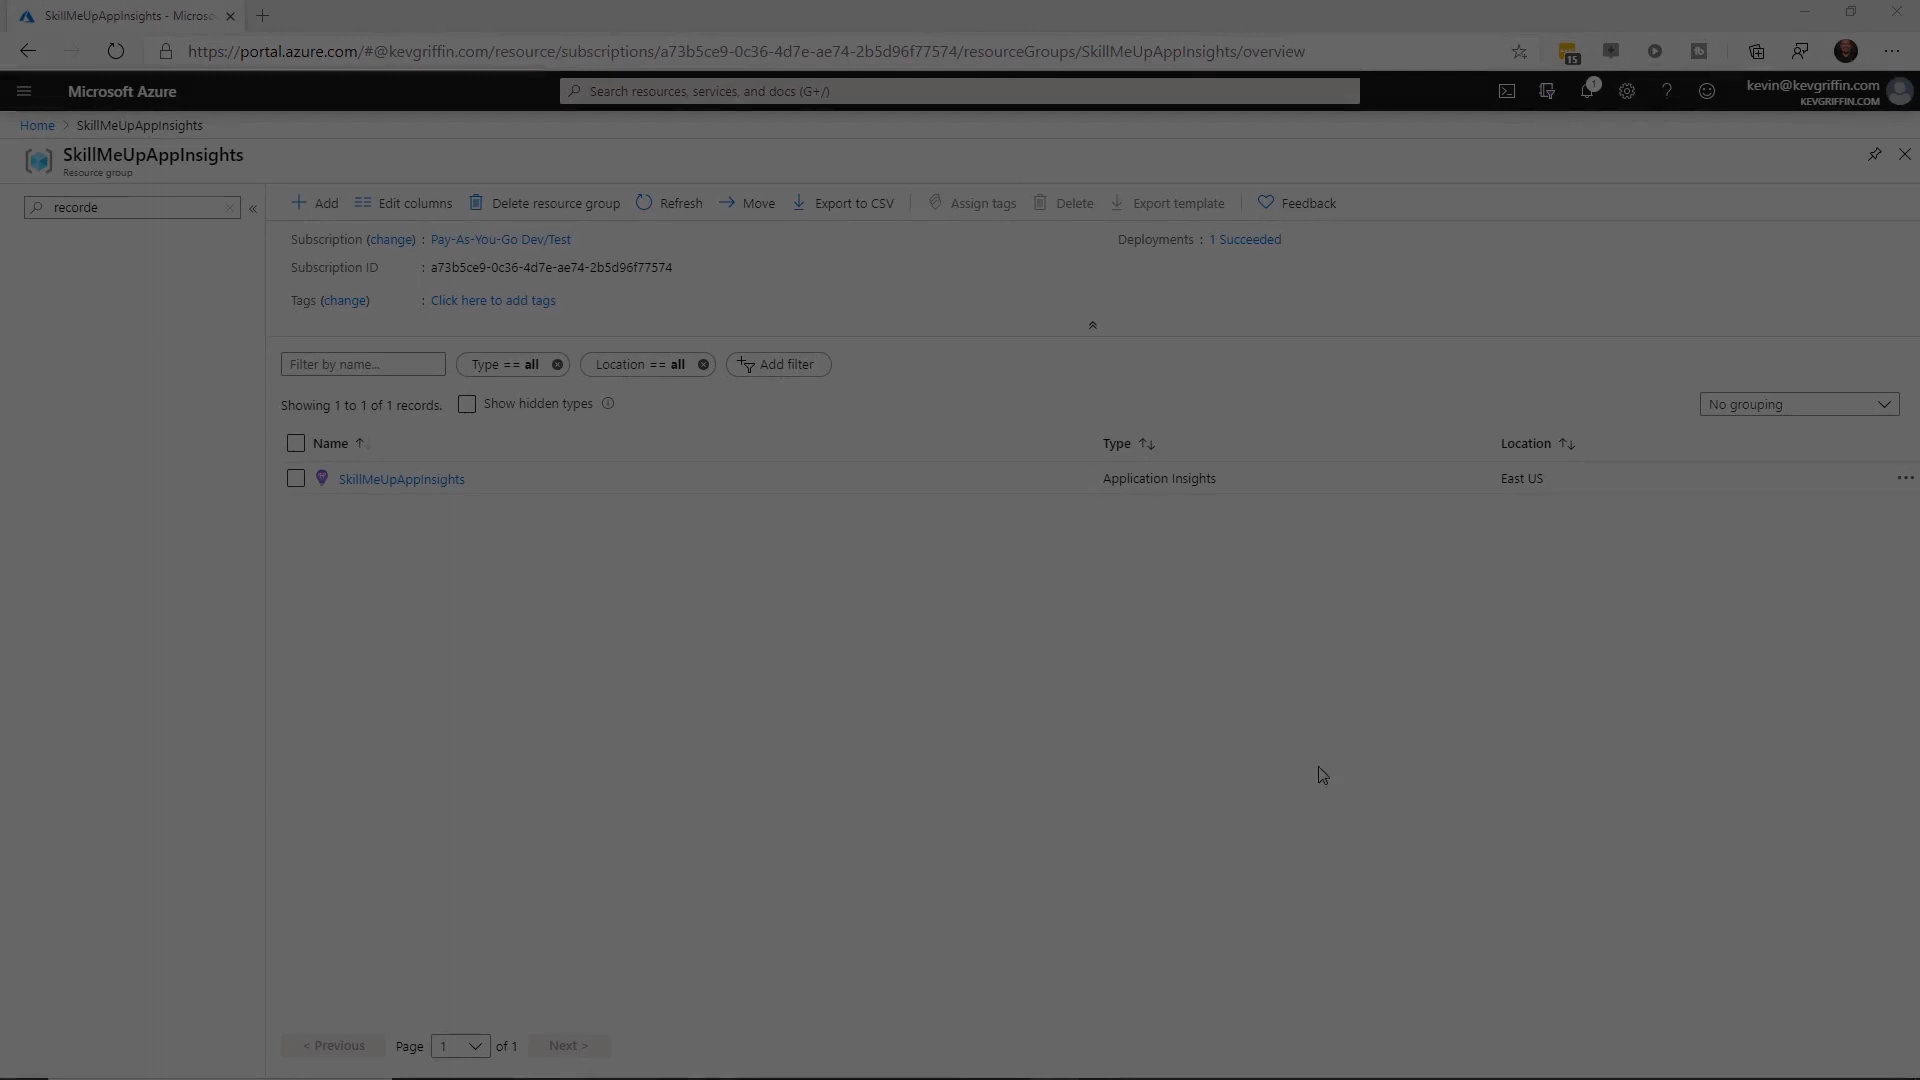 SkillMeUpAppInsights - Microso
https://portal.azure.com/#@kevgriffin.com/resource/subscriptions/a73b5ce9-0c36-4d7e-ae74-2b5d96f77574/resourceGroups/SkillMeUpAppInsights/overview
15
Microsoft Azure
Search resources, services, and docs (G+/)
1
kevin@kevgriffin.com
KEVGRIFFIN.COM
Home > SkillMeUpAppInsights
SkillMeUpAppInsights
Resource group
recorde
Add Edit columns Delete resource group Refresh Move Export to CSV Assign tags Delete Export template Feedback
Subscription (change) : Pay-As-You-Go Dev/Test
Deployments : 1 Succeeded
Subscription ID : a73b5ce9-0c36-4d7e-ae74-2b5d96f77574
Tags (change) : Click here to add tags
Filter by name... Type == all Location == all Add filter
Showing 1 to 1 of 1 records. Show hidden types
No grouping
Name Type Location
SkillMeUpAppInsights Application Insights East US
< Previous Page 1 of 1 Next >